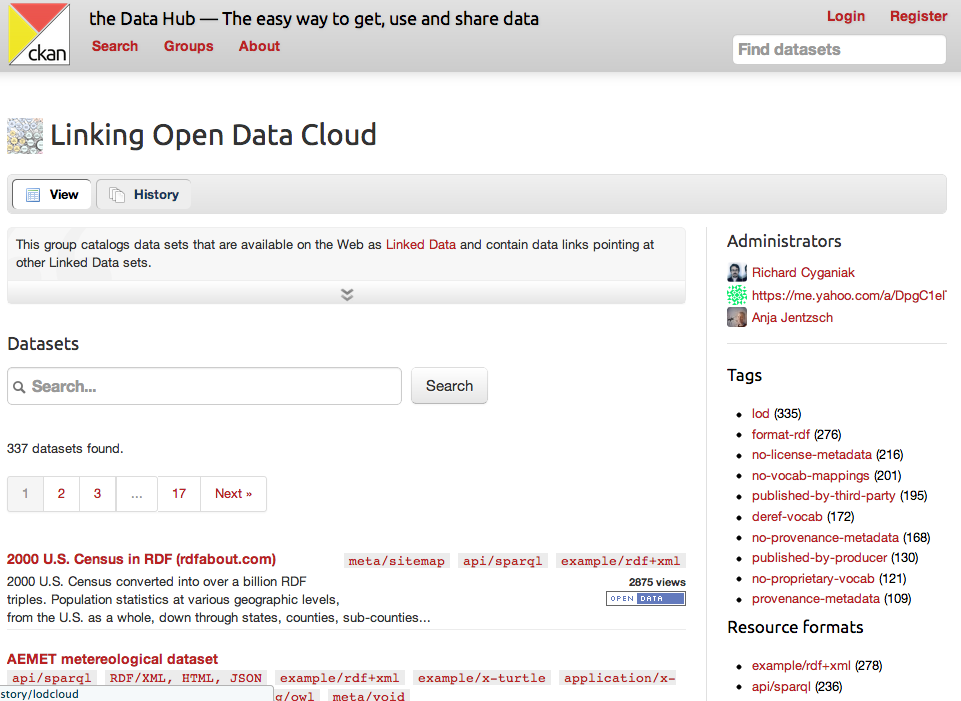 the Data Hub — The easy way to get, use and share data
Login Register
ckan
Search Groups About
Find datasets
Linking Open Data Cloud
View History
This group catalogs data sets that are available on the Web as Linked Data and contain data links pointing at
other Linked Data sets.
Datasets
Search...
Search
337 datasets found.
1 2 3 ... 17 Next »
2000 U.S. Census in RDF (rdfabout.com) meta/sitemap api/sparql example/rdf+xml
2000 U.S. Census converted into over a billion RDF
2875 views
triples. Population statistics at various geographic levels,
OPEN DATA
from the U.S. as a whole, down through states, counties, sub-counties...
AEMET metereological dataset
api/sparql RDF/XML, HTML, JSON example/rdf+xml example/x-turtle application/x-
g/owl meta/void
story/lodcloud
Administrators
Richard Cyganiak
https://me.yahoo.com/a/DpgC1el
Anja Jentzsch
Tags
lod (335)
format-rdf (276)
no-license-metadata (216)
no-vocab-mappings (201)
published-by-third-party (195)
deref-vocab (172)
no-provenance-metadata (168)
published-by-producer (130)
no-proprietary-vocab (121)
provenance-metadata (109)
Resource formats
example/rdf+xml (278)
api/sparql (236)